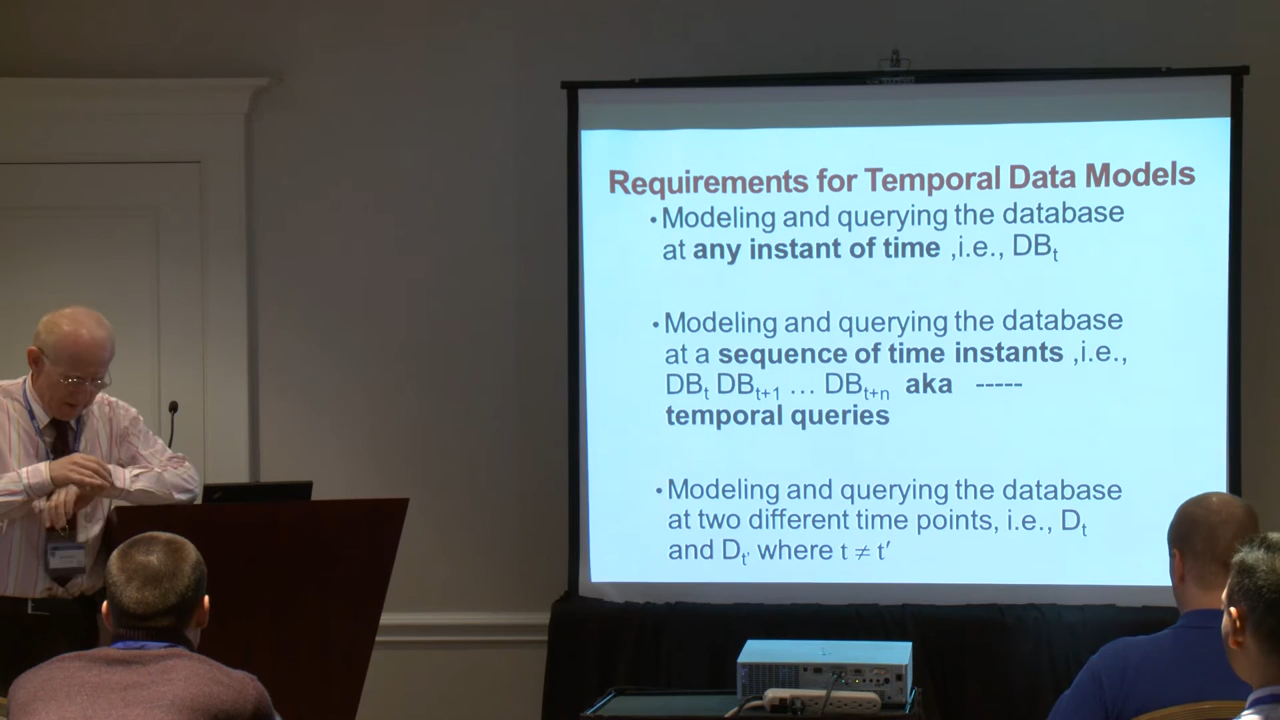 Requirements for Temporal Data Models
• Modeling and querying the database
at any instant of time ,i.e., DBt
• Modeling and querying the database
at a sequence of time instants ,i.e.,
DBt DBt+1 … DBt+n aka -----
temporal queries
• Modeling and querying the database
at two different time points, i.e., Dt
and Dt' where t ≠ t′